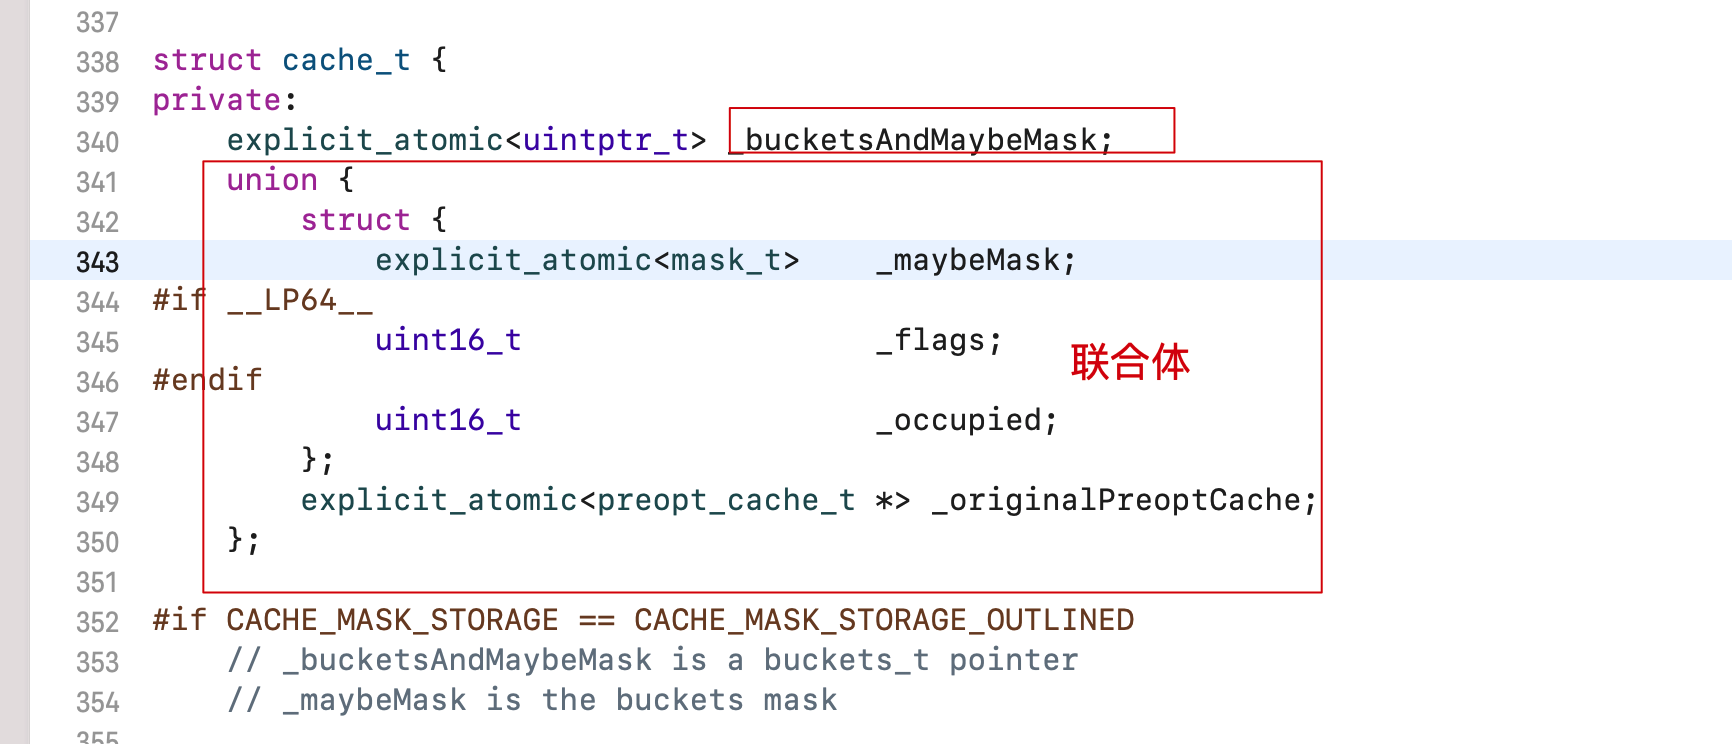 337
338 struct cache_t {
339 private:
340 explicit_atomic<uintptr_t> _bucketsAndMaybeMask;
341 union {
342 struct {
343 explicit_atomic<mask_t> _maybeMask;
344 #if __LP64__
345 uint16_t _flags;
联合体
346 #endif
347 uint16_t _occupied;
348 };
349 explicit_atomic<preopt_cache_t *> _originalPreoptCache;
350 };
351
352 #if CACHE_MASK_STORAGE == CACHE_MASK_STORAGE_OUTLINED
353 // _bucketsAndMaybeMask is a buckets_t pointer
354 // _maybeMask is the buckets mask
355